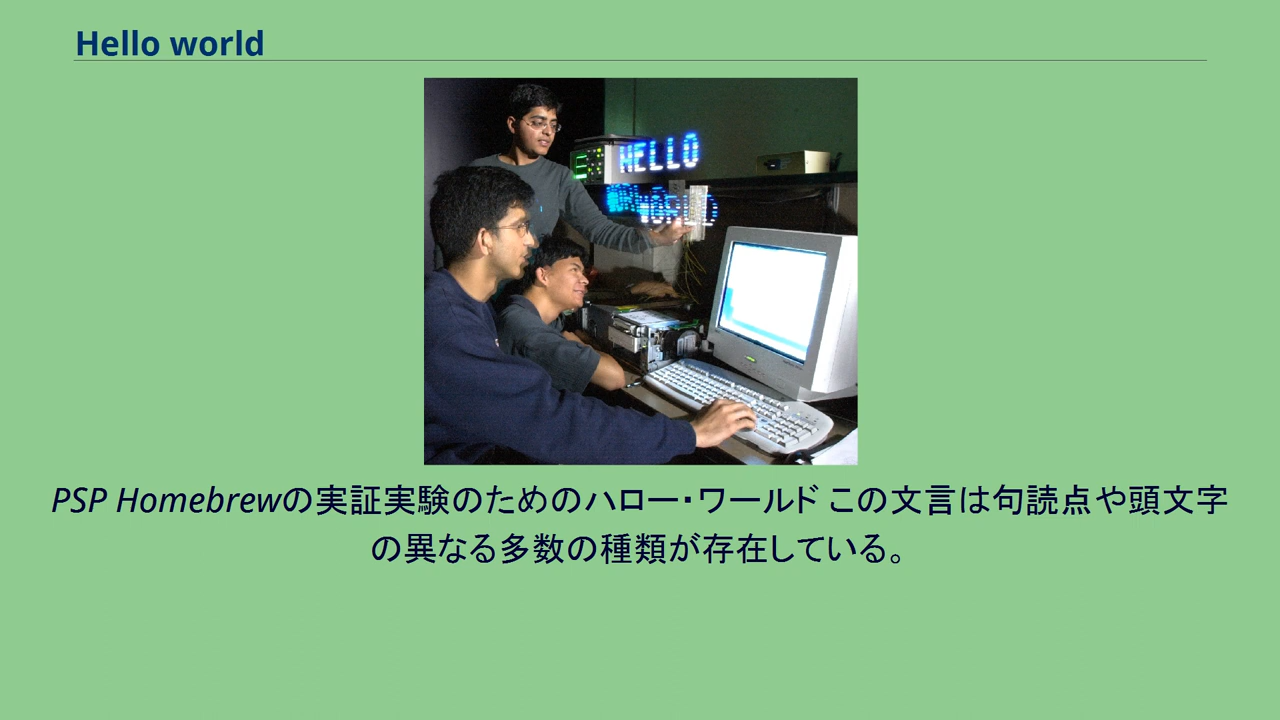 Hello world
HELLO
WORLD
PSP Homebrewの実証実験のためのハロー・ワールド この文言は句読点や頭文字
の異なる多数の種類が存在している。